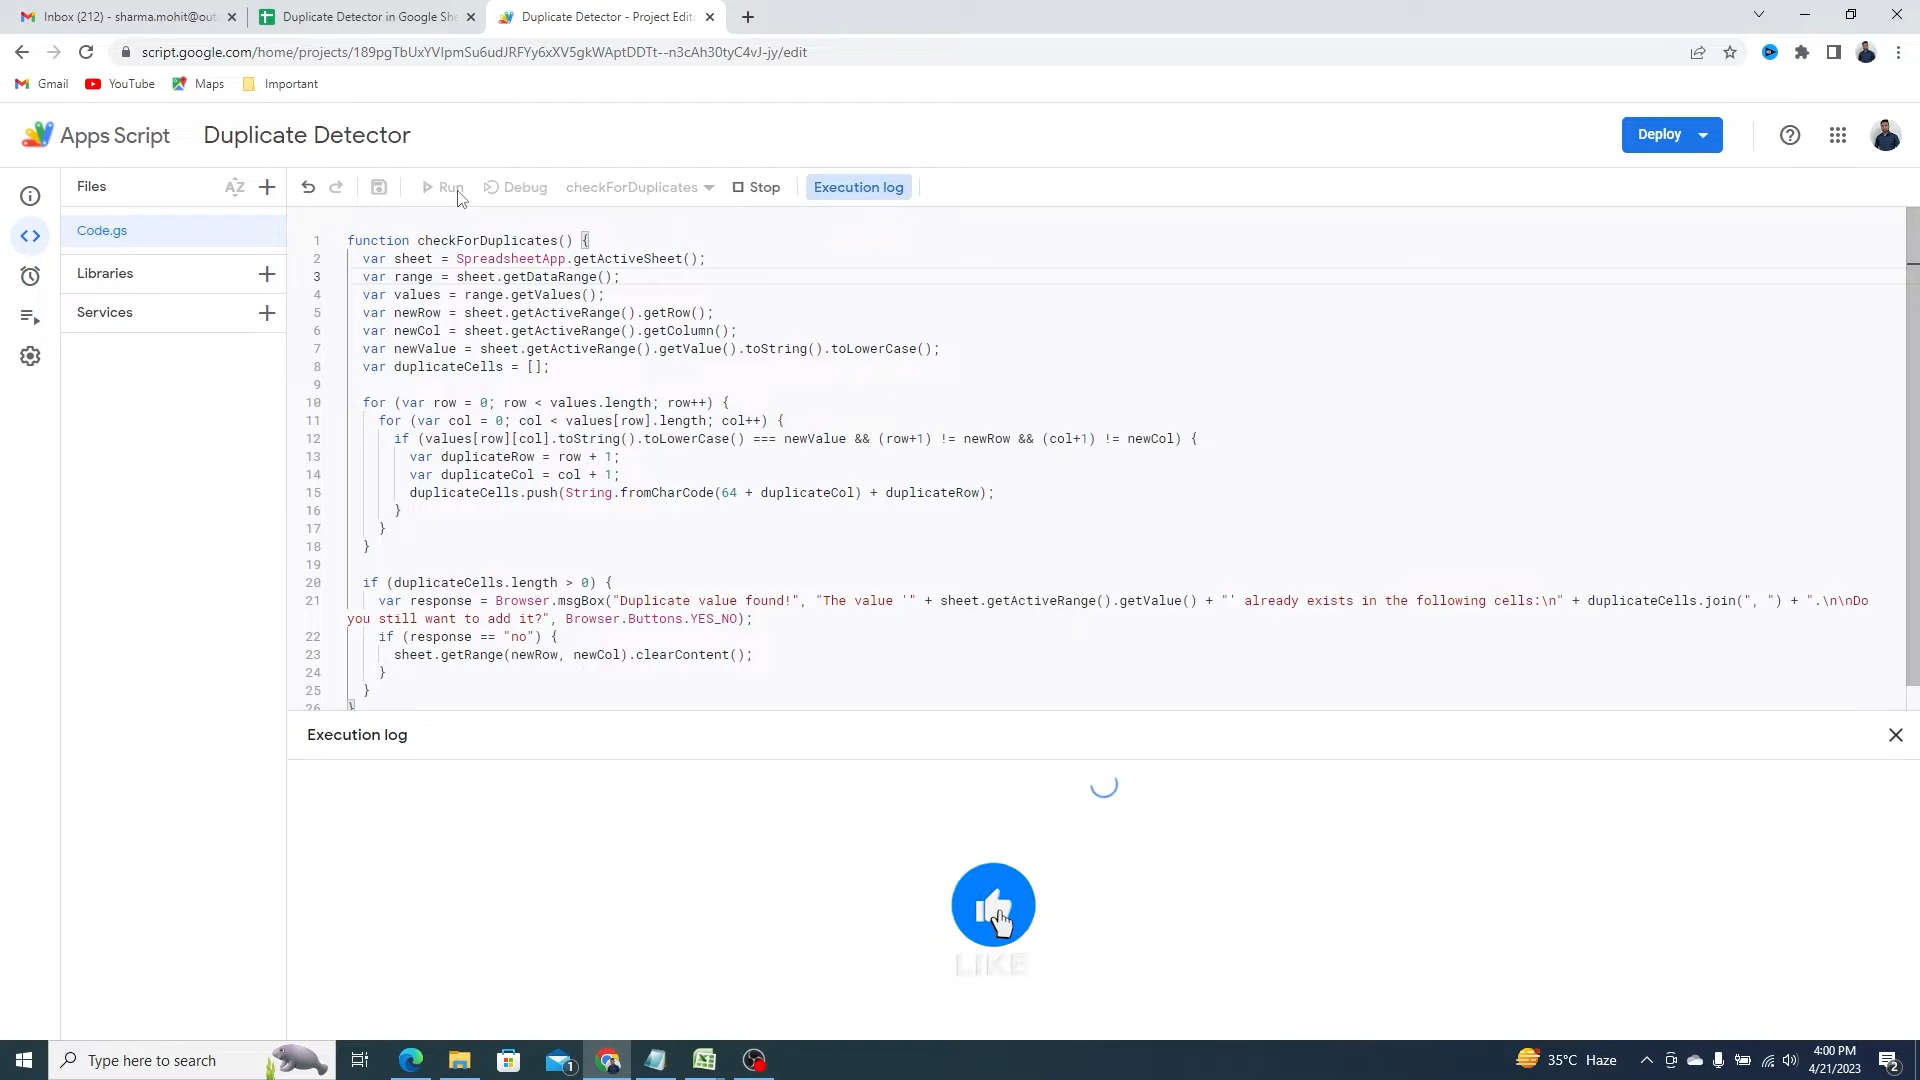 Inbox (212) - sharma.mohit@out
Duplicate Detector in Google She
Duplicate Detector - Project Edit
script.google.com/home/projects/189pgTbUxYVIpmSu6udJRFYy6xXV5gkWAptDDTt--n3cAh30tyC4vJ-jy/edit
Gmail
YouTube
Maps
Important
Apps Script
Duplicate Detector
Deploy
Files
AZ
Run
Debug
checkForDuplicates
Stop
Execution log
Code.gs
Libraries
Services
1 function checkForDuplicates() {
2 var sheet = SpreadsheetApp.getActiveSheet();
3 var range = sheet.getDataRange();
4 var values = range.getValues();
5 var newRow = sheet.getActiveRange().getRow();
6 var newCol = sheet.getActiveRange().getColumn();
7 var newValue = sheet.getActiveRange().getValue().toString().toLowerCase();
8 var duplicateCells = [];
9
10 for (var row = 0; row < values.length; row++) {
11 for (var col = 0; col < values[row].length; col++) {
12 if (values[row][col].toString().toLowerCase() === newValue && (row+1) != newRow && (col+1) != newCol) {
13 var duplicateRow = row + 1;
14 var duplicateCol = col + 1;
15 duplicateCells.push(String.fromCharCode(64 + duplicateCol) + duplicateRow);
16 }
17 }
18 }
19
20 if (duplicateCells.length > 0) {
21 var response = Browser.msgBox("Duplicate value found!", "The value '" + sheet.getActiveRange().getValue() + "' already exists in the following cells:\n" + duplicateCells.join(", ") + ".\n\nDo
you still want to add it?", Browser.Buttons.YES_NO);
22 if (response == "no") {
23 sheet.getRange(newRow, newCol).clearContent();
24 }
25 }
26 }
Execution log
LIKE
Type here to search
1
35°C Haze
4:00 PM
4/21/2023
2